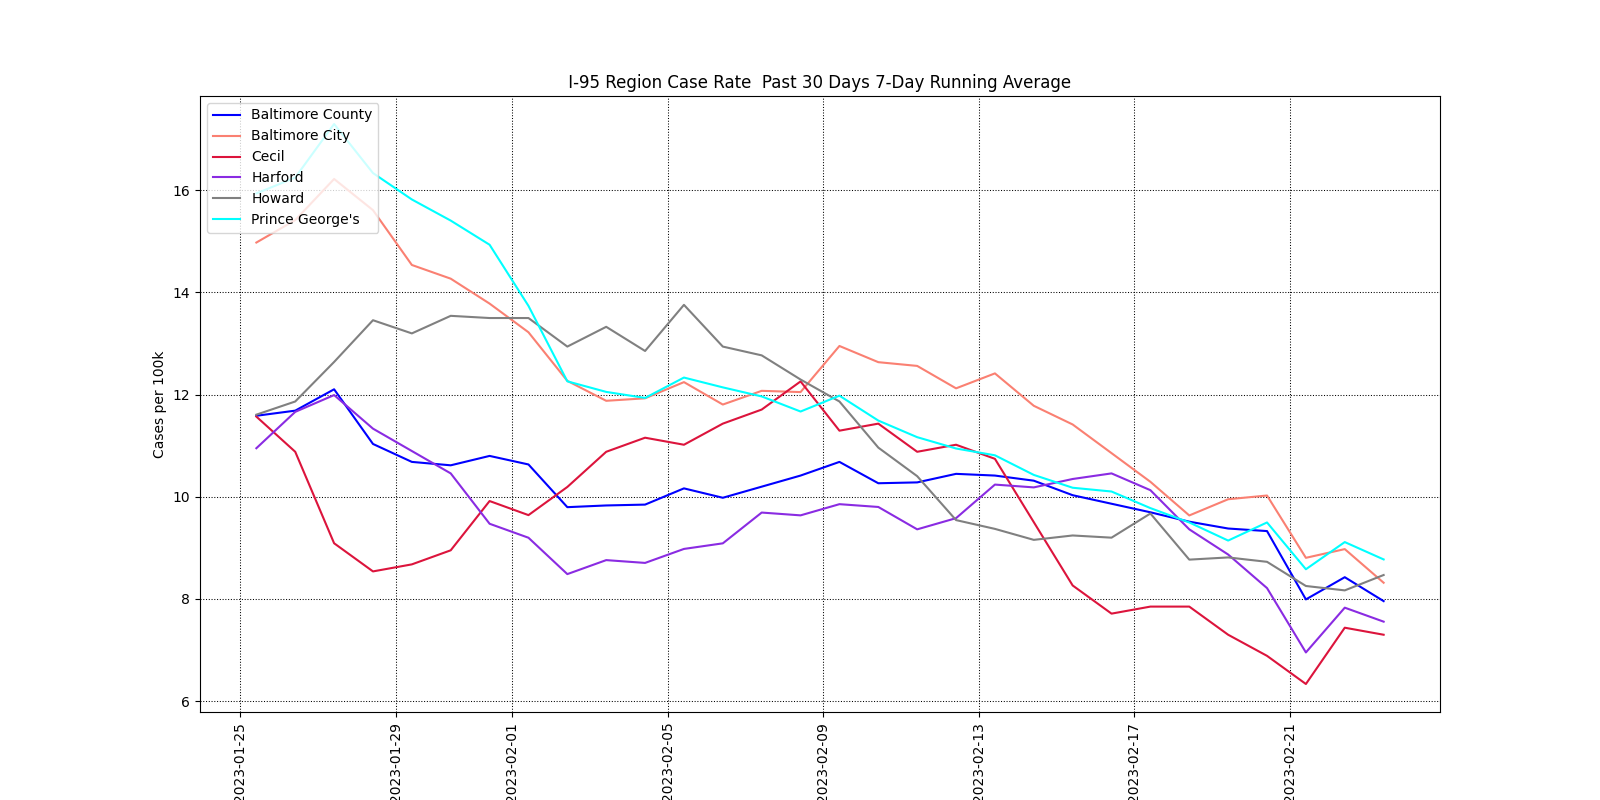 I-95 Region Case Rate  Past 30 Days 7-Day Running Average
Baltimore County
Baltimore City
Cecil
Harford
Howard
Prince George's
Cases per 100k
16
14
12
10
8
6
2023-01-25
2023-01-29
2023-02-01
2023-02-05
2023-02-09
2023-02-13
2023-02-17
2023-02-21